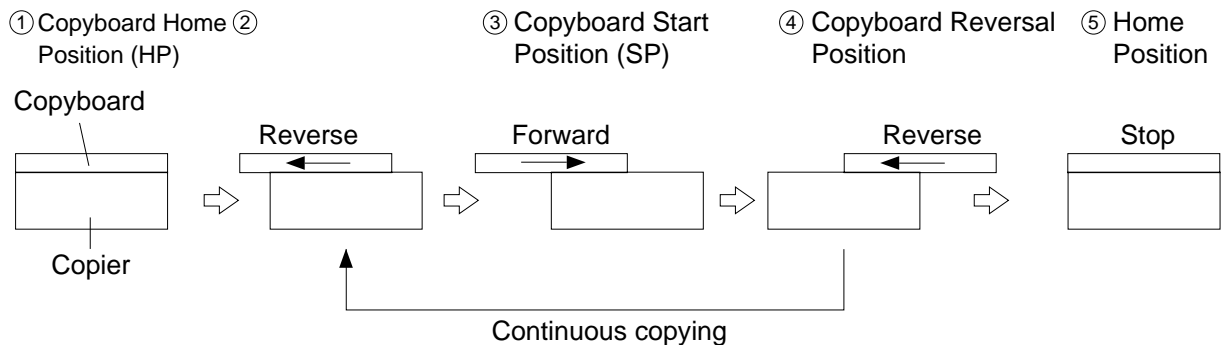 ① Copyboard Home ②
Position (HP)
③ Copyboard Start
Position (SP)
④ Copyboard Reversal
Position
⑤ Home
Position
Copyboard
Reverse
Forward
Reverse
Stop
Copier
Continuous copying